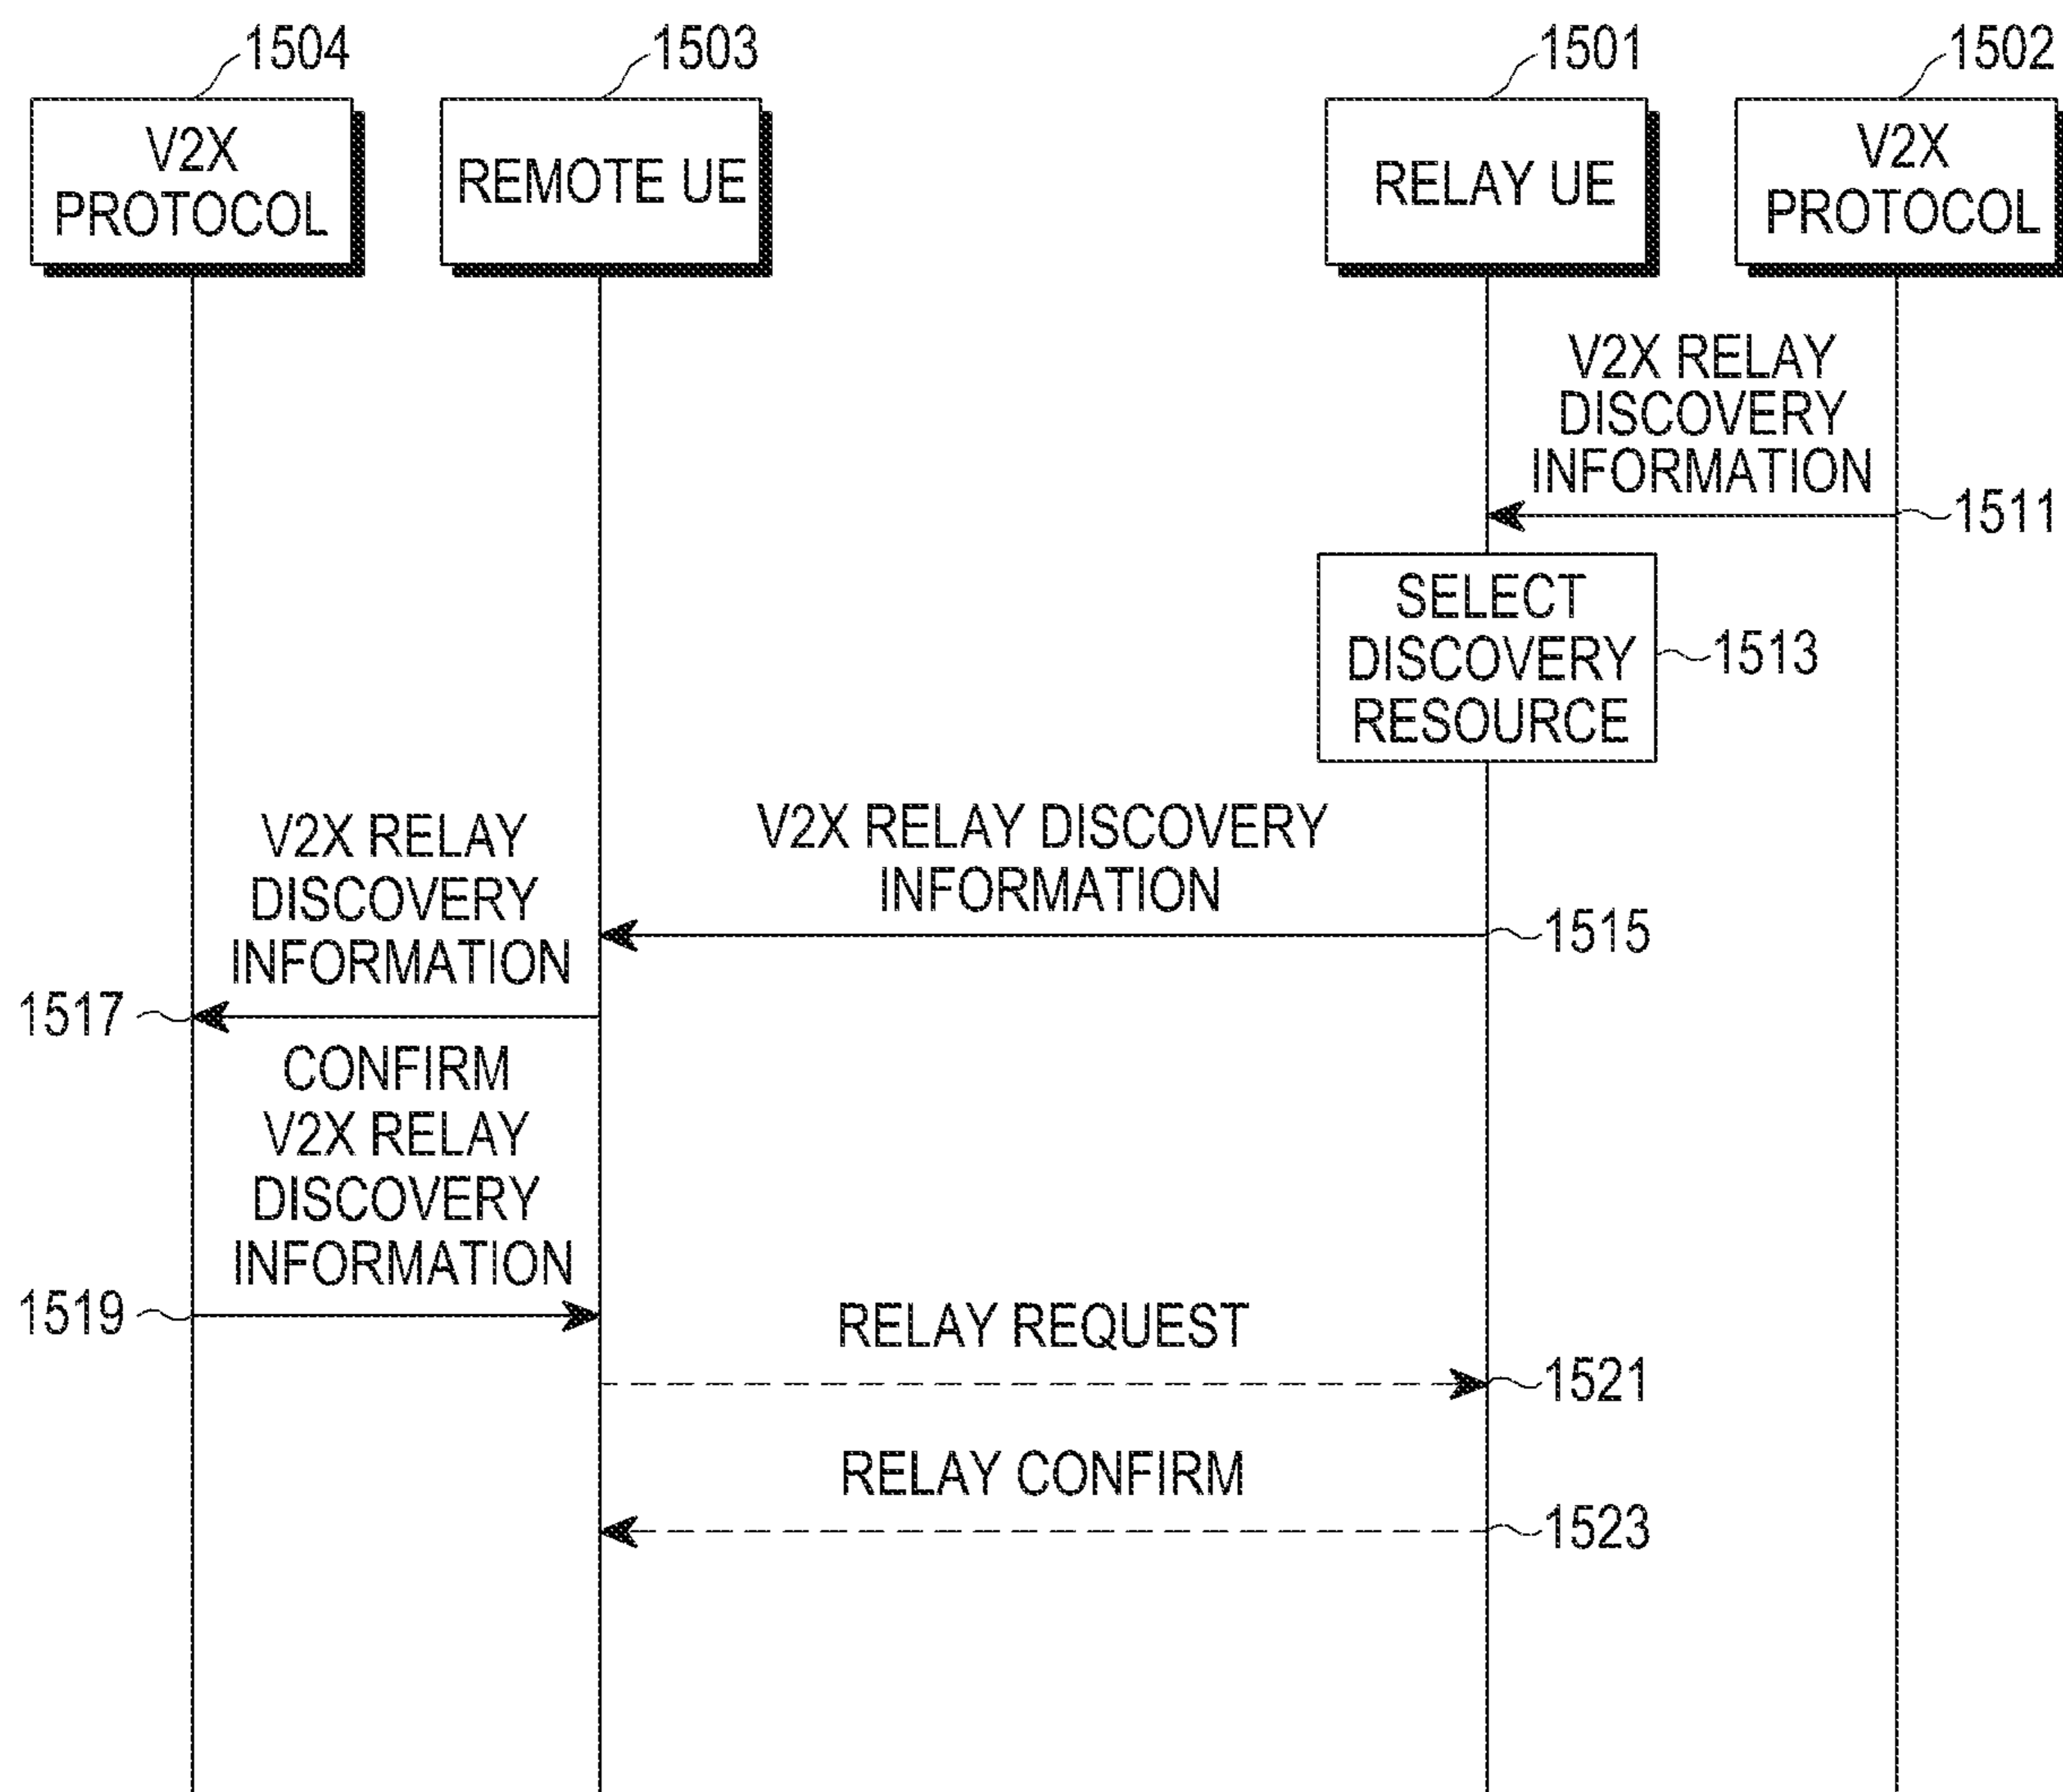 1504
1503
1501
1502
V2X
PROTOCOL
REMOTE UE
RELAY UE
V2X
PROTOCOL
V2X RELAY
DISCOVERY
INFORMATION
1511
SELECT
DISCOVERY
RESOURCE
1513
V2X RELAY DISCOVERY
INFORMATION
1515
V2X RELAY
DISCOVERY
INFORMATION
1517
CONFIRM
V2X RELAY
DISCOVERY
INFORMATION
1519
RELAY REQUEST
1521
RELAY CONFIRM
1523